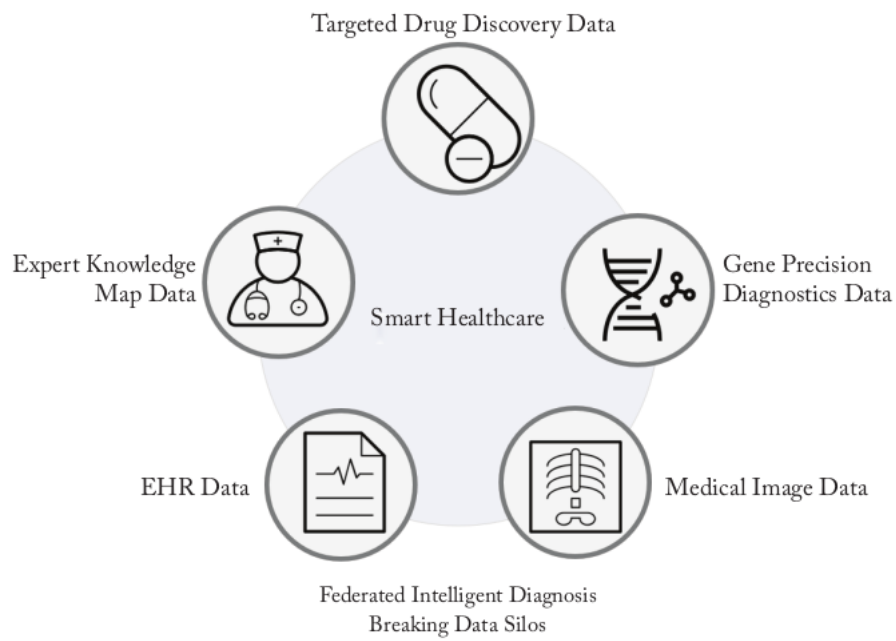 Targeted Drug Discovery Data
Expert Knowledge
Map Data
Gene Precision
Diagnostics Data
Smart Healthcare
EHR Data
Medical Image Data
Federated Intelligent Diagnosis
Breaking Data Silos